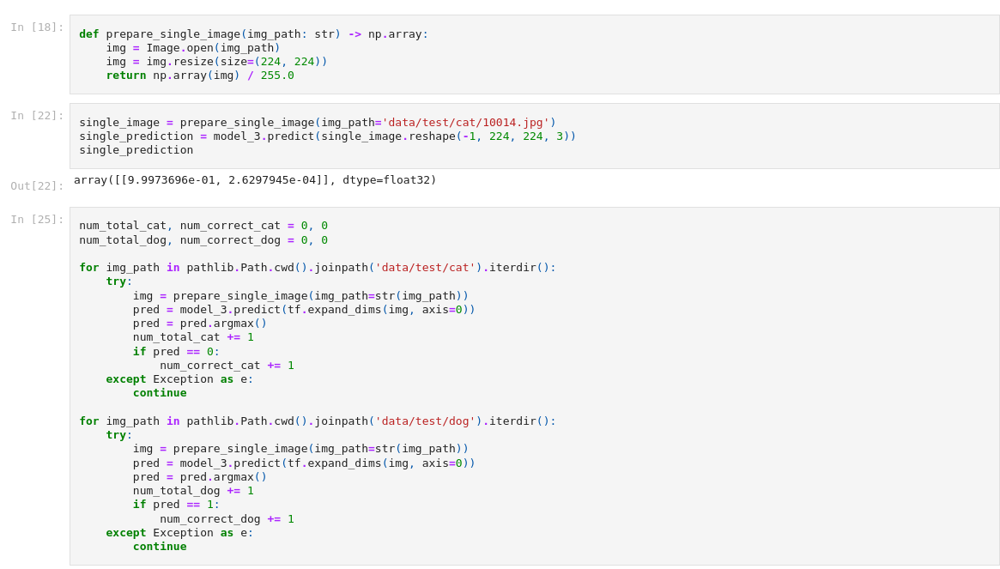 In [18]:
def prepare_single_image(img_path: str) -> np.array:
    img = Image.open(img_path)
    img = img.resize(size=(224, 224))
    return np.array(img) / 255.0
In [22]:
single_image = prepare_single_image(img_path='data/test/cat/10014.jpg')
single_prediction = model_3.predict(single_image.reshape(-1, 224, 224, 3))
single_prediction
Out[22]:
array([[9.9973696e-01, 2.6297945e-04]], dtype=float32)
In [25]:
num_total_cat, num_correct_cat = 0, 0
num_total_dog, num_correct_dog = 0, 0
for img_path in pathlib.Path.cwd().joinpath('data/test/cat').iterdir():
    try:
        img = prepare_single_image(img_path=str(img_path))
        pred = model_3.predict(tf.expand_dims(img, axis=0))
        pred = pred.argmax()
        num_total_cat += 1
        if pred == 0:
            num_correct_cat += 1
    except Exception as e:
        continue
for img_path in pathlib.Path.cwd().joinpath('data/test/dog').iterdir():
    try:
        img = prepare_single_image(img_path=str(img_path))
        pred = model_3.predict(tf.expand_dims(img, axis=0))
        pred = pred.argmax()
        num_total_dog += 1
        if pred == 1:
            num_correct_dog += 1
    except Exception as e:
        continue